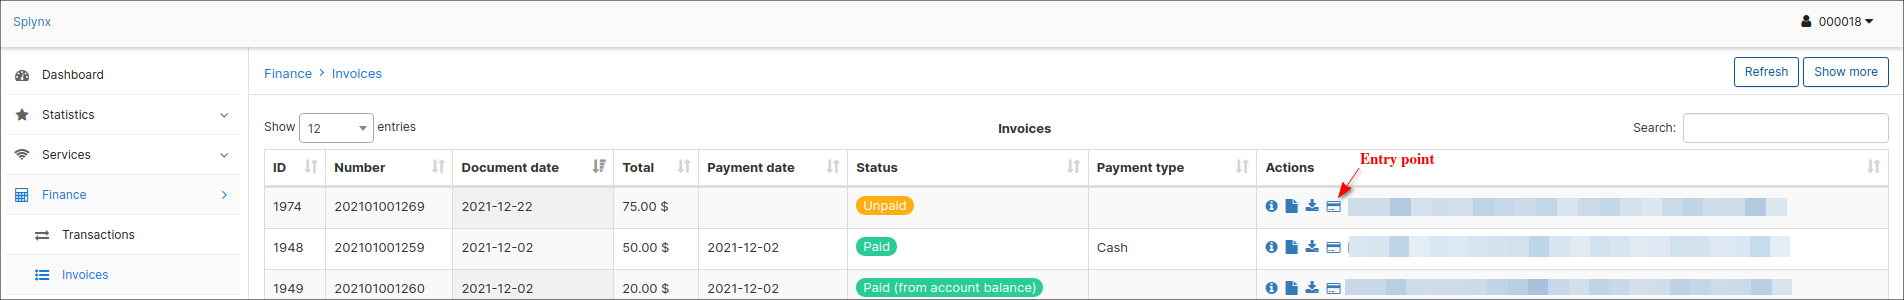 Splynx
000018
Dashboard
Statistics
Services
Finance
Transactions
Invoices
Finance > Invoices
Refresh
Show more
Show 12 entries
Invoices
Search:
ID Number Document date Total Payment date Status Payment type Actions
Entry point
1974 202101001269 2021-12-22 75.00 $ Unpaid
1948 202101001259 2021-12-02 50.00 $ 2021-12-02 Paid Cash
1949 202101001260 2021-12-02 20.00 $ 2021-12-02 Paid (from account balance)